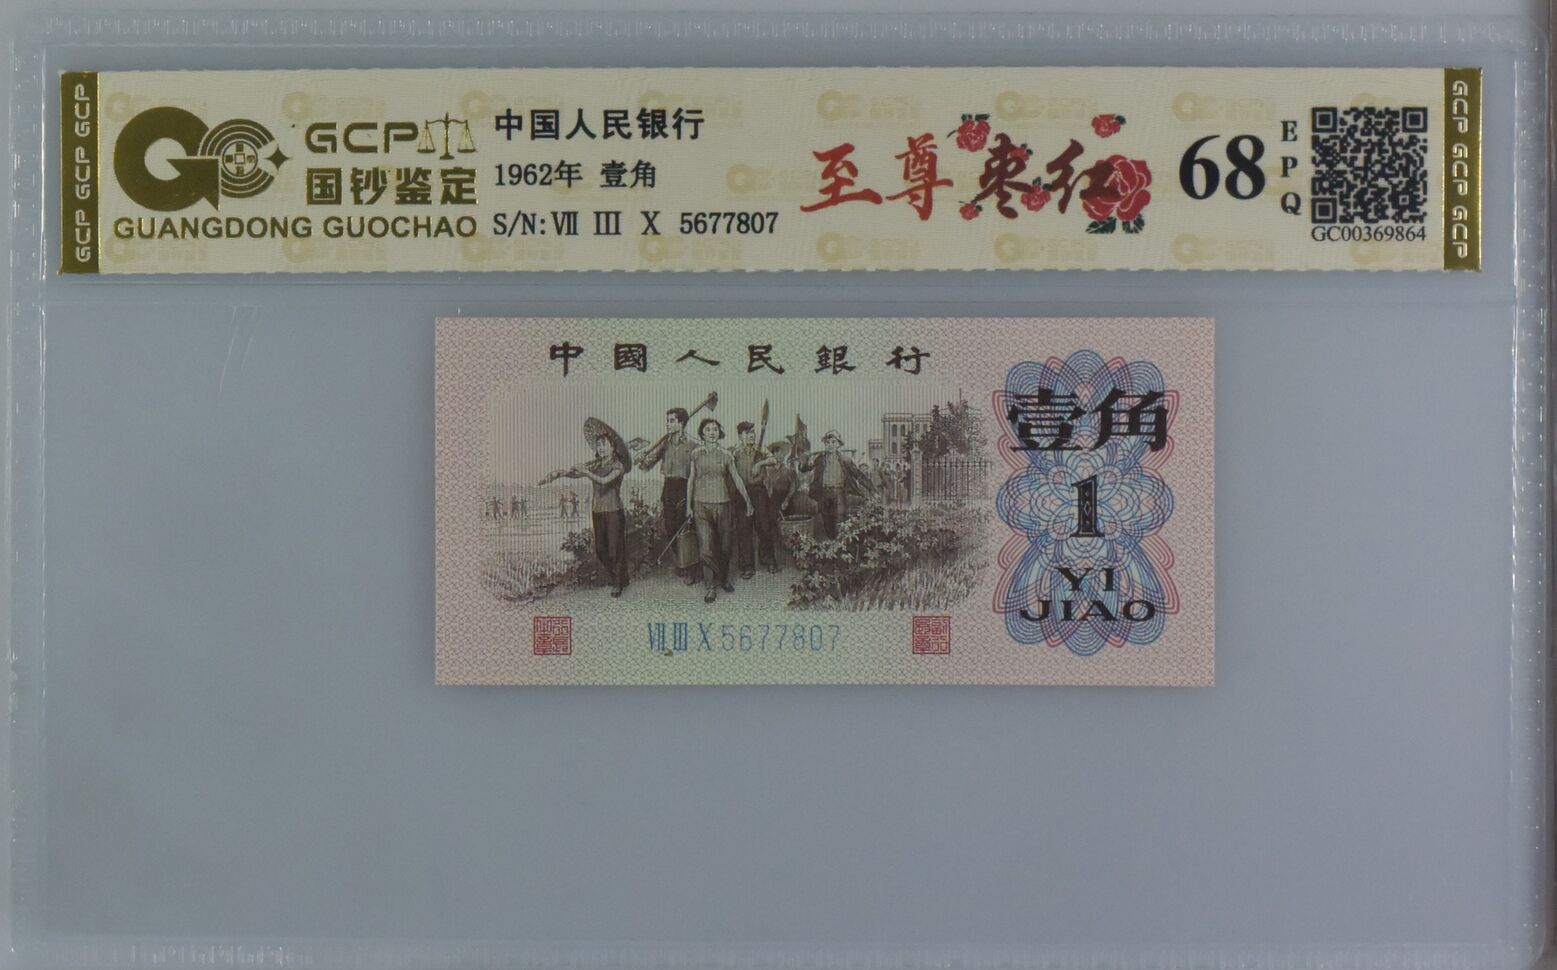 GCP GCP GCP
GCP
国钞鉴定
GUANGDONG GUOCHAO
中国人民银行
1962年 壹角
S/N: Ⅶ Ⅲ Ⅹ 5677807
至尊枣红
68
EPQ
GC00369864
GCP GCP GCP
中國人民銀行
壹角
1
YI
JIAO
Ⅶ Ⅲ Ⅹ 5677807